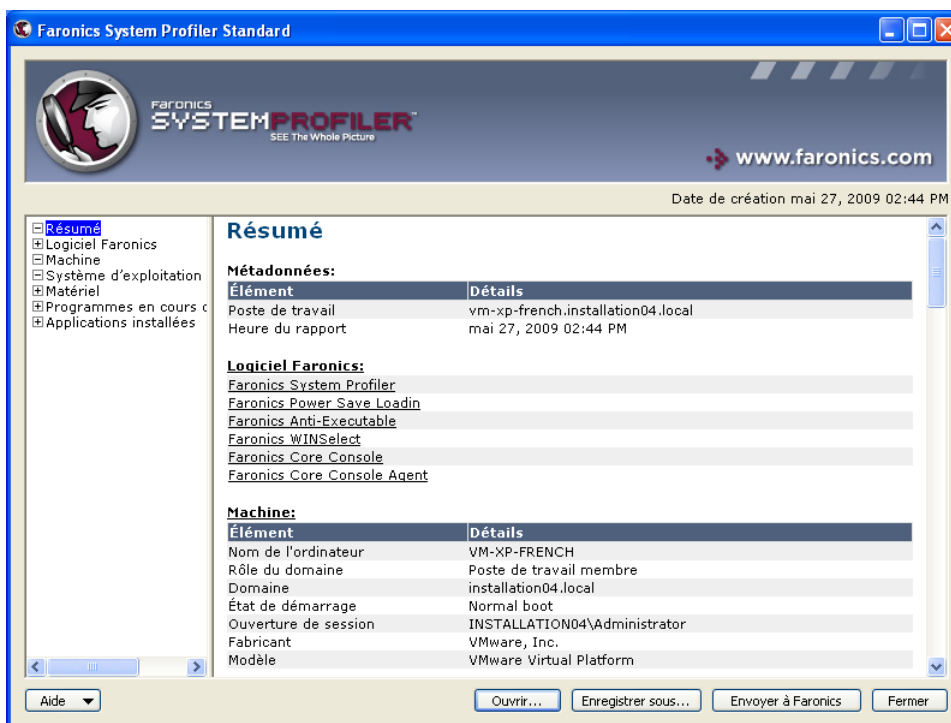 Faronics System Profiler Standard
Faronics
SYSTEMPROFILER™
SEE The Whole Picture
www.faronics.com
Date de création mai 27, 2009 02:44 PM
Résumé
Logiciel Faronics
Machine
Système d'exploitation
Matériel
Programmes en cours
Applications installées
Résumé
Métadonnées:
Élément Détails
Poste de travail vm-xp-french.installation04.local
Heure du rapport mai 27, 2009 02:44 PM
Logiciel Faronics:
Faronics System Profiler
Faronics Power Save Loadin
Faronics Anti-Executable
Faronics WINSelect
Faronics Core Console
Faronics Core Console Agent
Machine:
Élément Détails
Nom de l'ordinateur VM-XP-FRENCH
Rôle du domaine Poste de travail membre
Domaine installation04.local
État de démarrage Normal boot
Ouverture de session INSTALLATION04\Administrator
Fabricant VMware, Inc.
Modèle VMware Virtual Platform
Aide Ouvrir... Enregistrer sous... Envoyer à Faronics Fermer